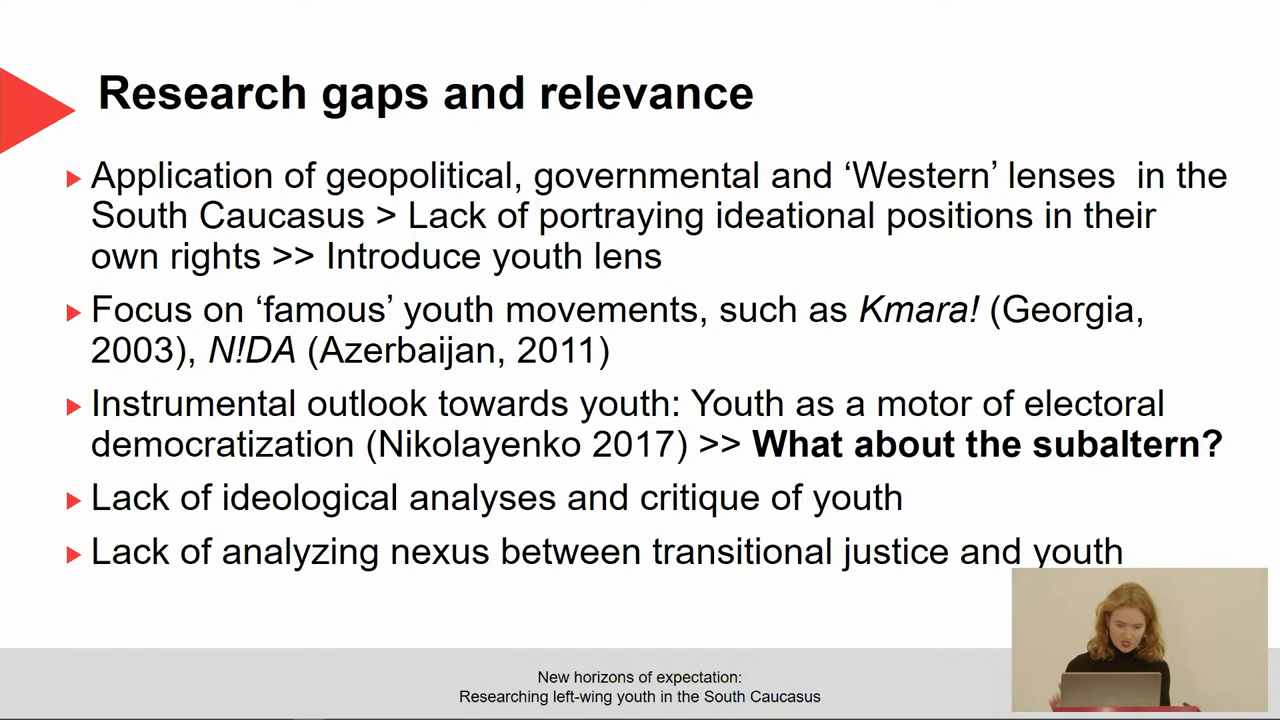 Research gaps and relevance
Application of geopolitical, governmental and ‘Western’ lenses in the
South Caucasus > Lack of portraying ideational positions in their
own rights >> Introduce youth lens
Focus on ‘famous’ youth movements, such as Kmara! (Georgia,
2003), N!DA (Azerbaijan, 2011)
Instrumental outlook towards youth: Youth as a motor of electoral
democratization (Nikolayenko 2017) >> What about the subaltern?
Lack of ideological analyses and critique of youth
Lack of analyzing nexus between transitional justice and youth
New horizons of expectation:
Researching left-wing youth in the South Caucasus